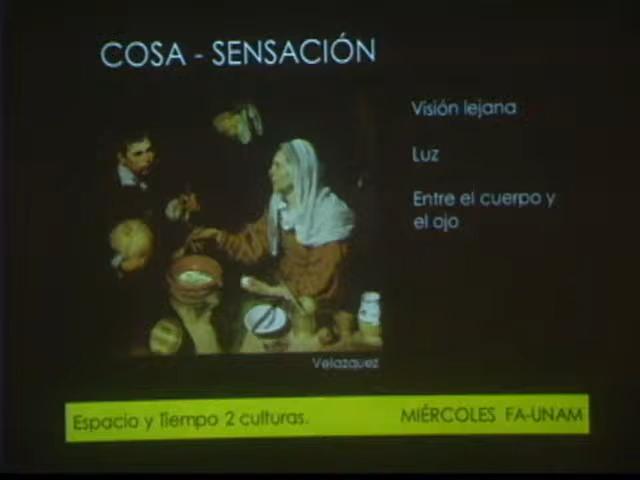 COSA - SENSACIÓN
Visión lejana
Luz
Entre el cuerpo y
el ojo
Velazquez
Espacio y Tiempo 2 culturas.
MIÉRCOLES FA-UNAM